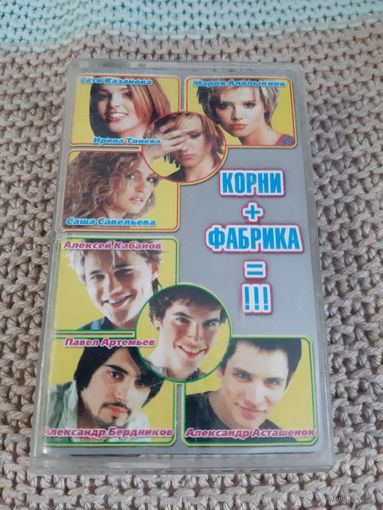 Сати Казанова
Мария Алалыкина
Ирина Тонева
Саша Савельева
КОРНИ
+
ФАБРИКА
=
!!!
Алексей Кабанов
Павел Артемьев
Александр Бердников
Александр Асташенок